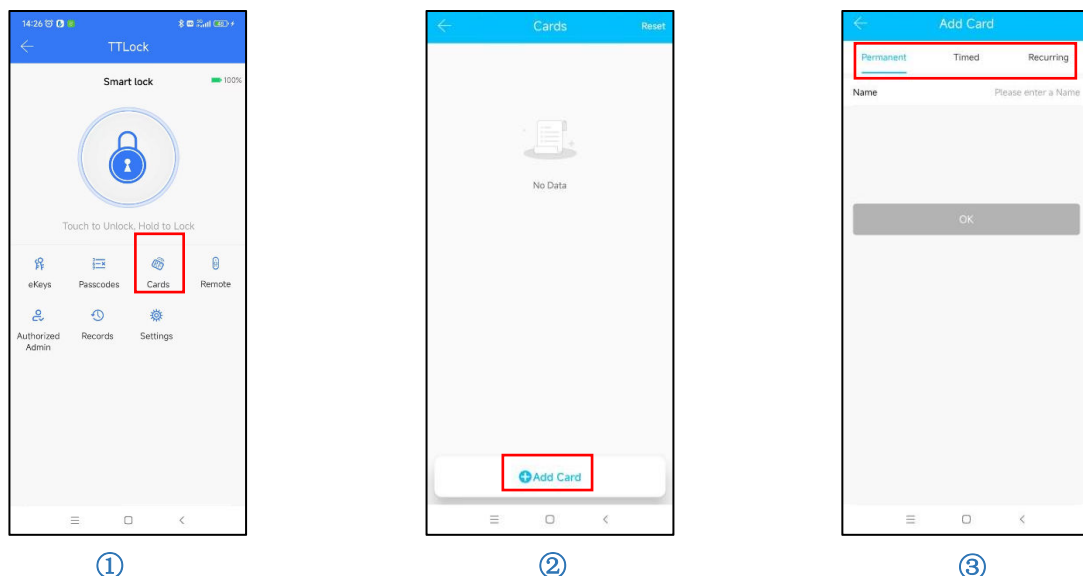 14:26
TTLock
Smart lock
100%
Touch to Unlock, Hold to Lock
eKeys
Passcodes
Cards
Remote
Authorized
Admin
Records
Settings
①
Cards
Reset
No Data
Add Card
②
Add Card
Permanent
Timed
Recurring
Name
Please enter a Name
OK
③